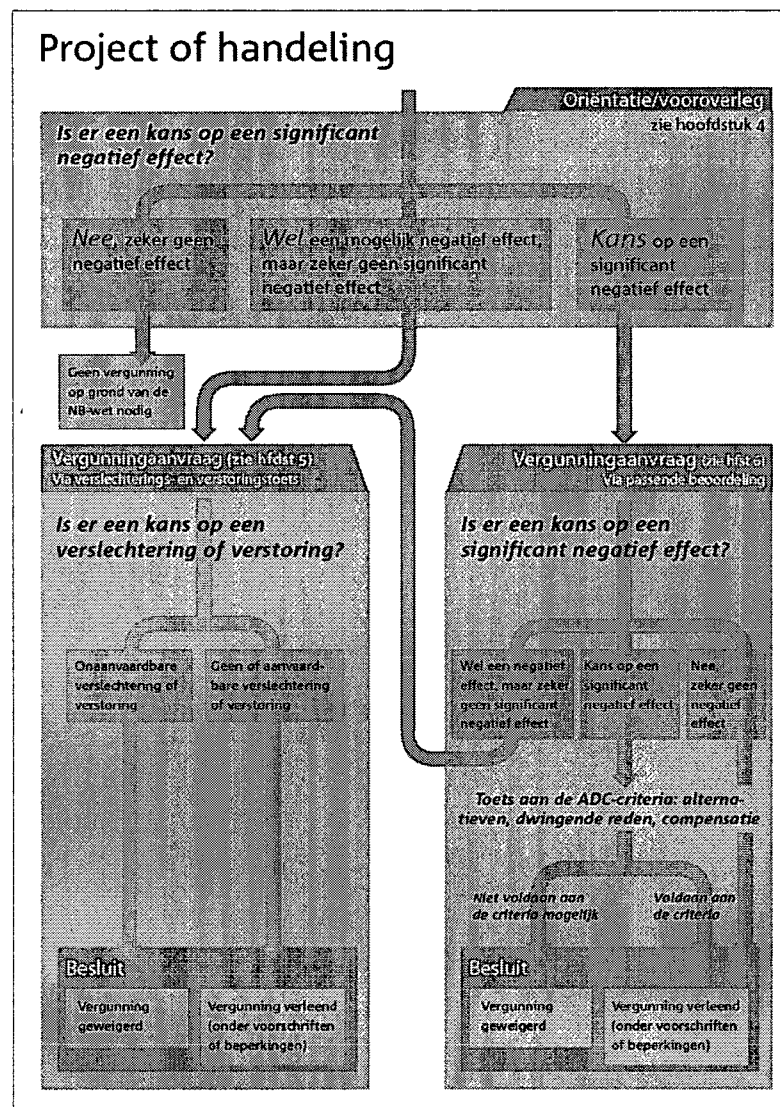 Project of handeling
Oriëntatie/vooroverleg
zie hoofdstuk 4
Is er een kans op een significant
negatief effect?
Nee, zeker geen
negatief effect
Wel een mogelijk negatief effect,
maar zeker geen significant
negatief effect
Kans op een
significant
negatief effect
Geen vergunning
op grond van de
NB-wet nodig
Vergunningaanvraag (zie hfdst 5)
Via verslechterings- en verstoringstoets
Is er een kans op een
verslechtering of verstoring?
Onaanvaardbare
verslechtering of
verstoring
Geen of aanvaard-
bare verslechtering
of verstoring
Besluit
Vergunning
geweigerd
Vergunning verleend
(onder voorschriften
of beperkingen)
Vergunningaanvraag (zie hfst
Via passende beoordeling
Is er een kans op een
significant negatief effect?
Wel een negatief
effect, maar zeker
geen significant
negatief effect
Kans op een
significant
negatief effect
Nee,
zeker geen
negatief
effect
Toets aan de ADC-criteria: alterna-
tieven, dwingende reden, compensatie
Niet voldaan aan
de criteria mogelijk
Voldaan aan
de criteria
Besluit
Vergunning
geweigerd
Vergunning verleend
(onder voorschriften
of beperkingen)